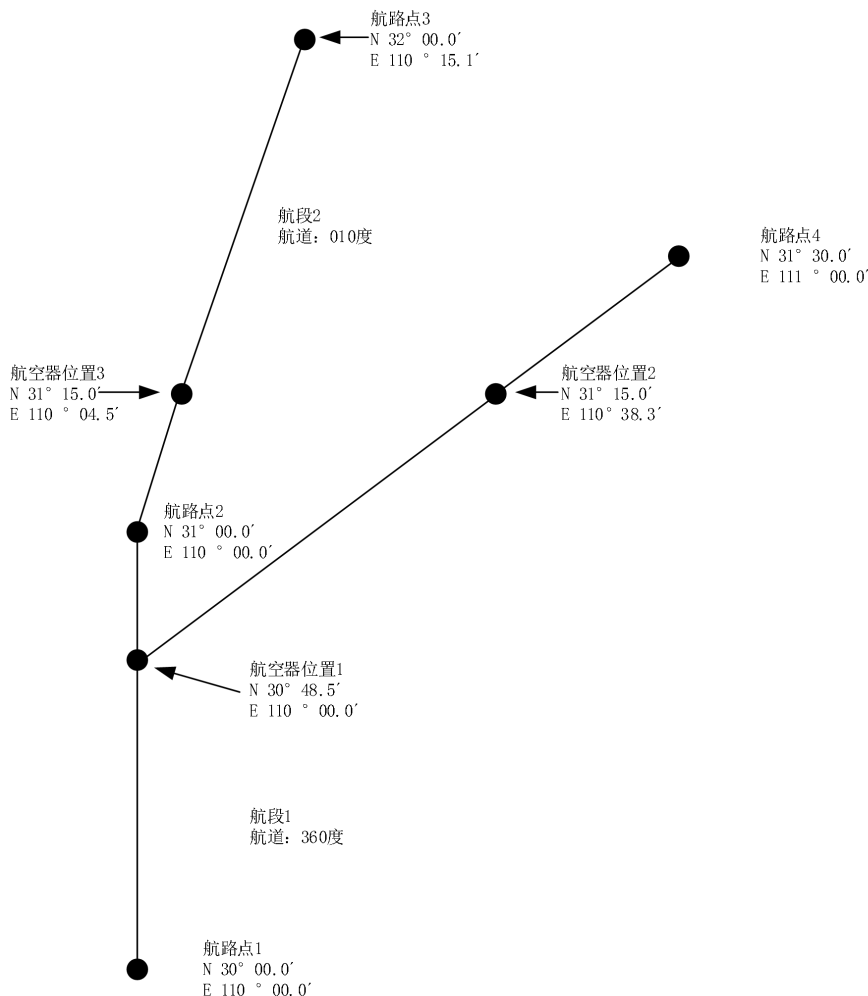 航路点3
N 32° 00.0′
E 110 ° 15.1′
航段2
航道：010度
航路点4
N 31° 30.0′
E 111 ° 00.0′
航空器位置3
N 31° 15.0′
E 110 ° 04.5′
航空器位置2
N 31° 15.0′
E 110°38.3′
航路点2
N 31° 00.0′
E 110 ° 00.0′
航空器位置1
N 30° 48.5′
E 110 ° 00.0′
航段1
航道：360度
航路点1
N 30° 00.0′
E 110 ° 00.0′